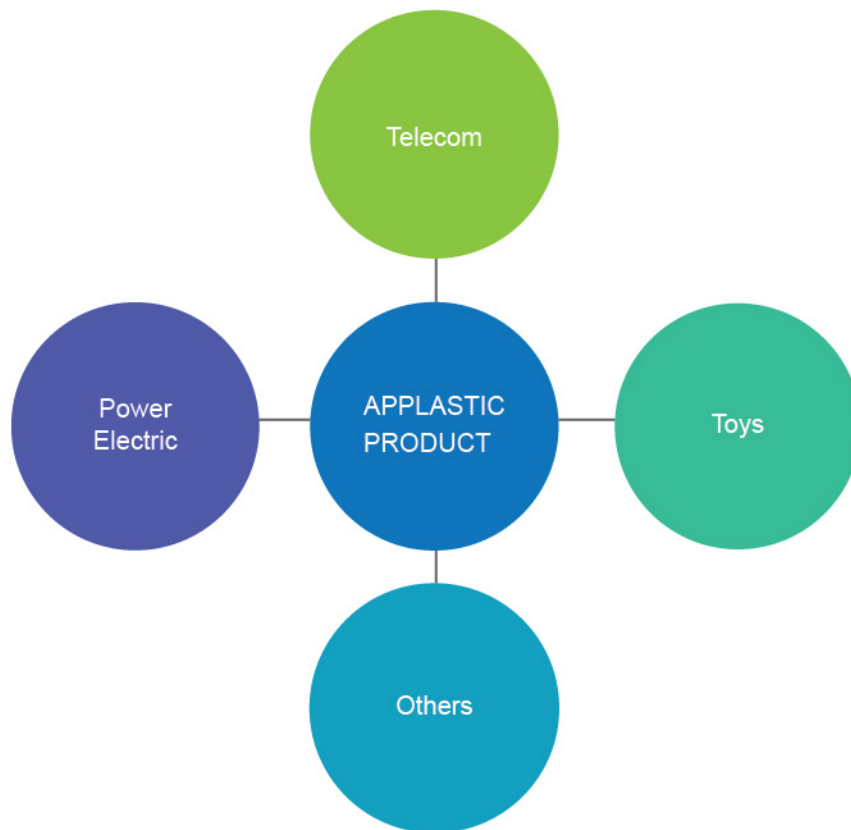 Telecom
Power
Electric
APPLASTIC
PRODUCT
Toys
Others